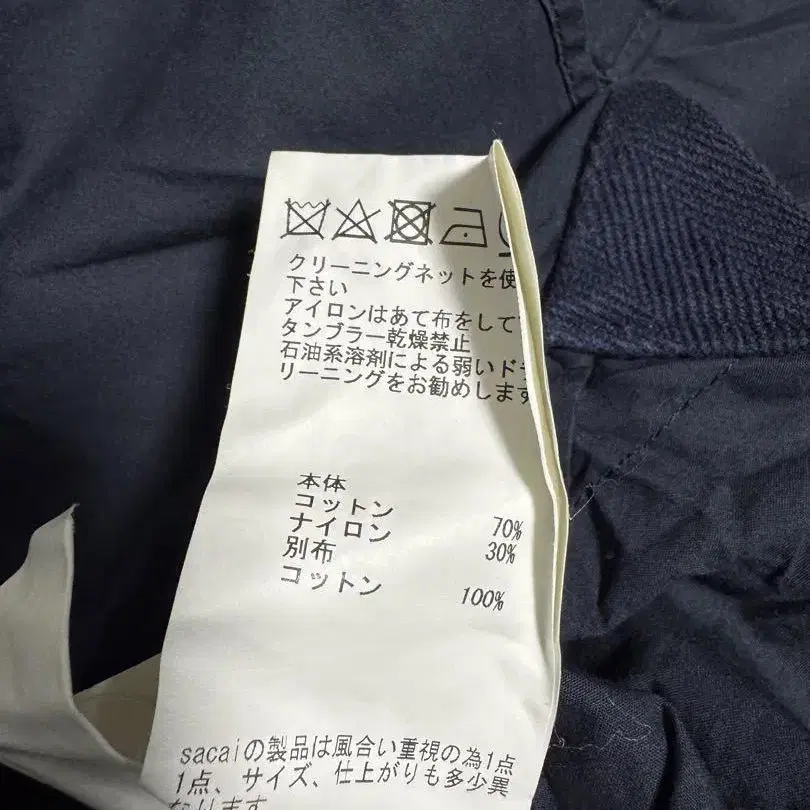 クリーニングネットを使
下さい
アイロンはあて布をして
タンブラー乾燥禁止
石油系溶剤による弱いド
リーニングをお勧めします
本体
コットン 70%
ナイロン 30%
別布
コットン 100%
sacaiの製品は風合い重視の為1点
1点、サイズ、仕上がりも多少異
なります